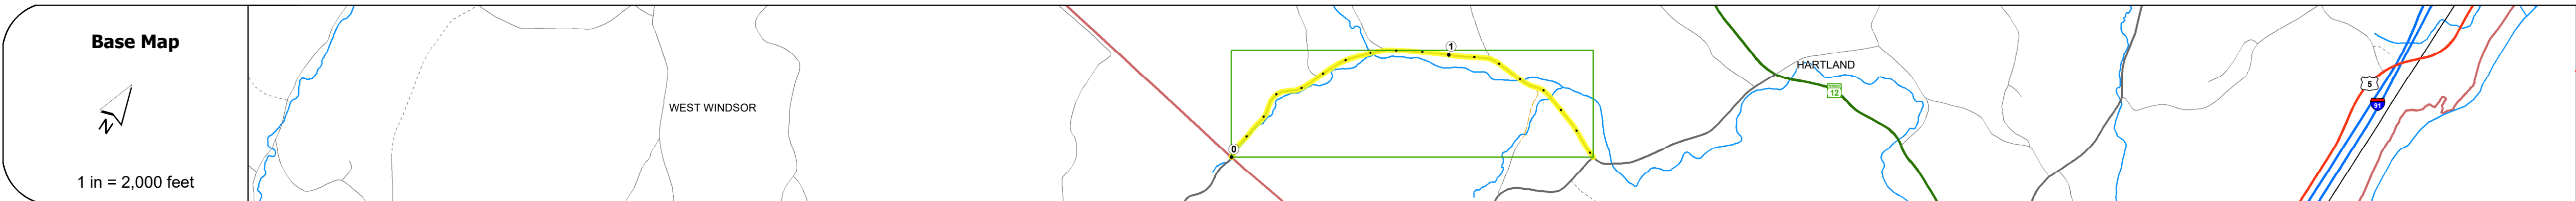 Base Map
N
1 in = 2,000 feet
WEST WINDSOR
0
1
HARTLAND
12
5
91